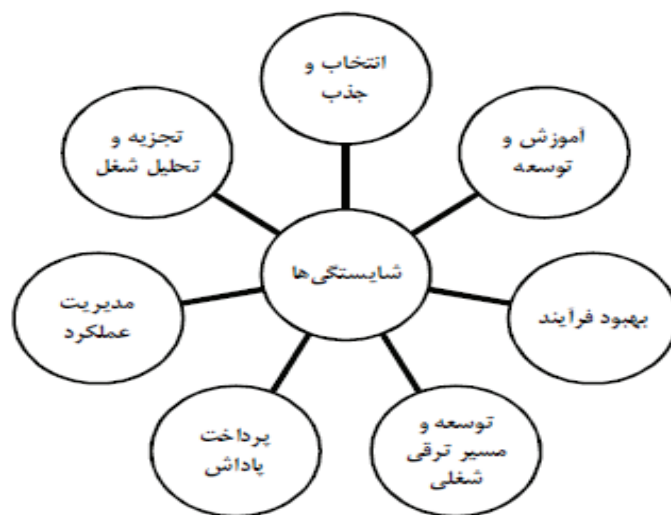 انتخاب و
جذب
آموزش و
توسعه
بهبود فرآیند
توسعه و
مسیر ترقی
شغلی
پرداخت
پاداش
مدیریت
عملکرد
تجزیه و
تحلیل شغل
شایستگی‌ها